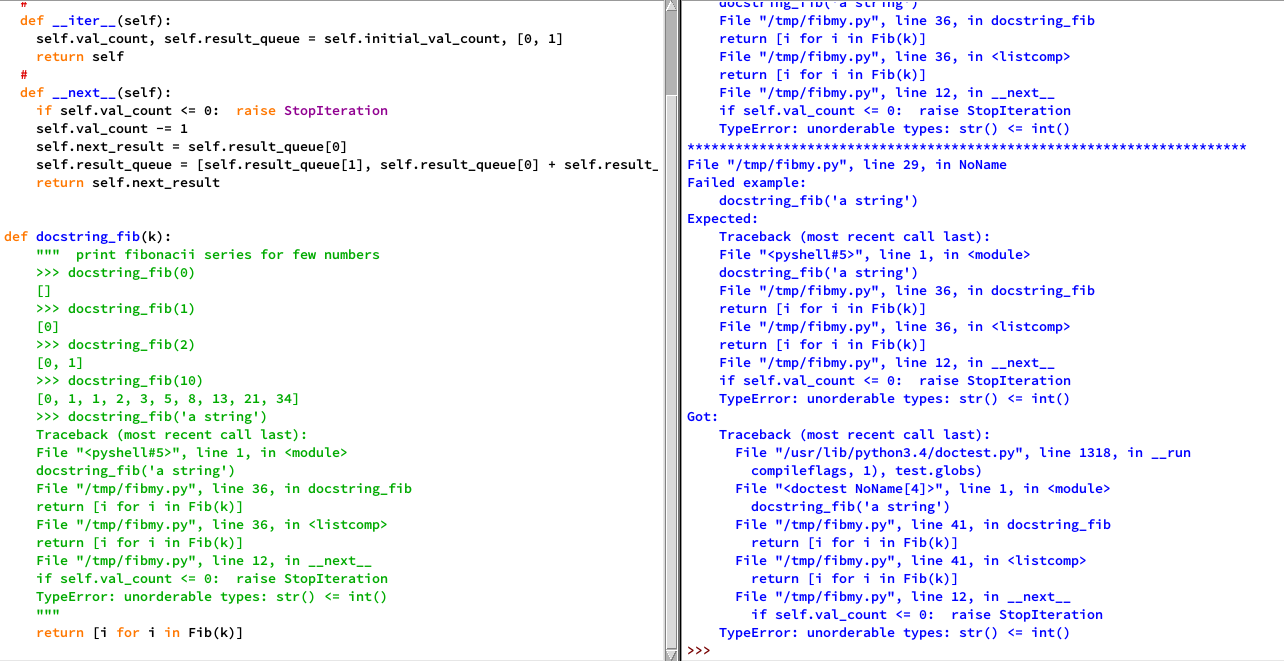 #
  def __iter__(self):
    self.val_count, self.result_queue = self.initial_val_count, [0, 1]
    return self
  #
  def __next__(self):
    if self.val_count <= 0:  raise StopIteration
    self.val_count -= 1
    self.next_result = self.result_queue[0]
    self.result_queue = [self.result_queue[1], self.result_queue[0] + self.result_
    return self.next_result
def docstring_fib(k):
    """  print fibonacii series for few numbers
    >>> docstring_fib(0)
    []
    >>> docstring_fib(1)
    [0]
    >>> docstring_fib(2)
    [0, 1]
    >>> docstring_fib(10)
    [0, 1, 1, 2, 3, 5, 8, 13, 21, 34]
    >>> docstring_fib('a string')
    Traceback (most recent call last):
    File "<pyshell#5>", line 1, in <module>
    docstring_fib('a string')
    File "/tmp/fibmy.py", line 36, in docstring_fib
    return [i for i in Fib(k)]
    File "/tmp/fibmy.py", line 36, in <listcomp>
    return [i for i in Fib(k)]
    File "/tmp/fibmy.py", line 12, in __next__
    if self.val_count <= 0:  raise StopIteration
    TypeError: unorderable types: str() <= int()
    """
    return [i for i in Fib(k)]
    docstring_fib('a string')
    File "/tmp/fibmy.py", line 36, in docstring_fib
    return [i for i in Fib(k)]
    File "/tmp/fibmy.py", line 36, in <listcomp>
    return [i for i in Fib(k)]
    File "/tmp/fibmy.py", line 12, in __next__
    if self.val_count <= 0:  raise StopIteration
    TypeError: unorderable types: str() <= int()
**********************************************************************
File "/tmp/fibmy.py", line 29, in NoName
Failed example:
    docstring_fib('a string')
Expected:
    Traceback (most recent call last):
    File "<pyshell#5>", line 1, in <module>
    docstring_fib('a string')
    File "/tmp/fibmy.py", line 36, in docstring_fib
    return [i for i in Fib(k)]
    File "/tmp/fibmy.py", line 36, in <listcomp>
    return [i for i in Fib(k)]
    File "/tmp/fibmy.py", line 12, in __next__
    if self.val_count <= 0:  raise StopIteration
    TypeError: unorderable types: str() <= int()
Got:
    Traceback (most recent call last):
      File "/usr/lib/python3.4/doctest.py", line 1318, in __run
        compileflags, 1), test.globs)
      File "<doctest NoName[4]>", line 1, in <module>
        docstring_fib('a string')
      File "/tmp/fibmy.py", line 41, in docstring_fib
        return [i for i in Fib(k)]
      File "/tmp/fibmy.py", line 41, in <listcomp>
        return [i for i in Fib(k)]
      File "/tmp/fibmy.py", line 12, in __next__
        if self.val_count <= 0:  raise StopIteration
    TypeError: unorderable types: str() <= int()
>>>